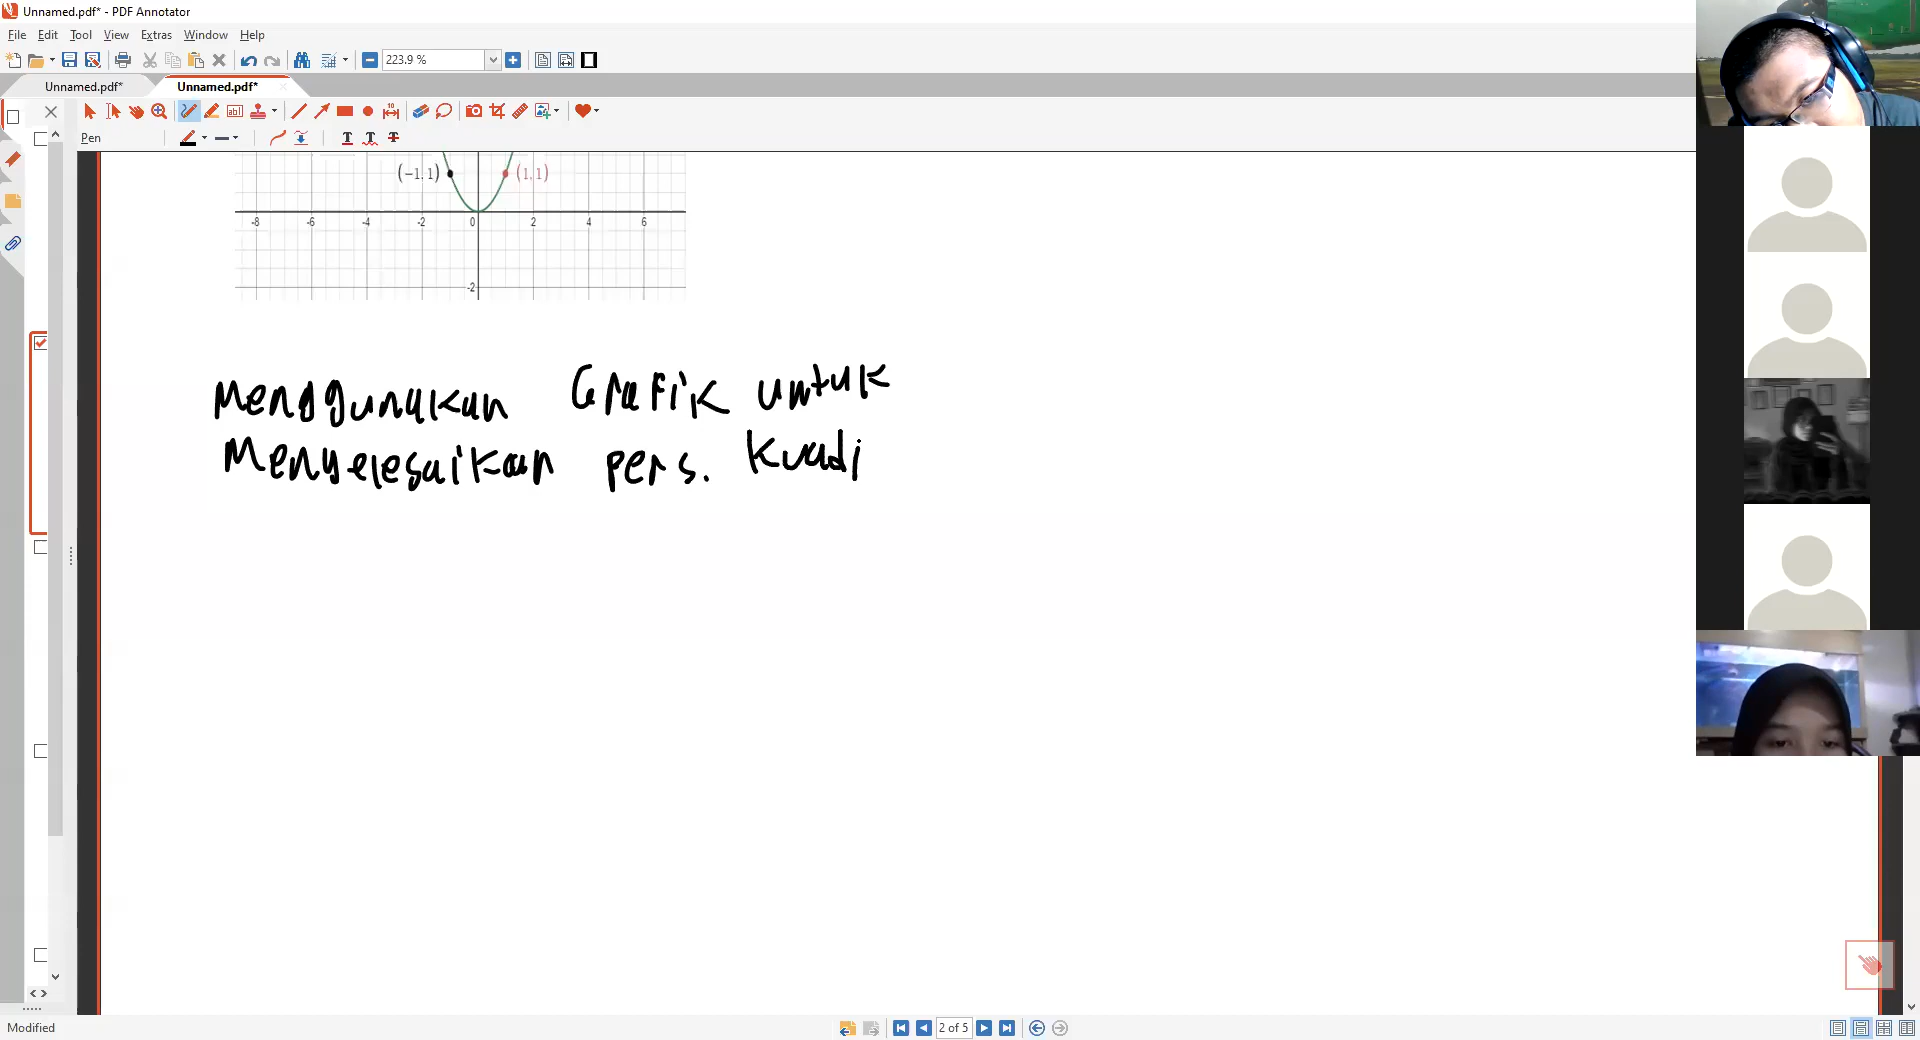 Unnamed.pdf* - PDF Annotator
File Edit Tool View Extras Window Help
223.9 %
Unnamed.pdf* Unnamed.pdf*
Pen
(-1, 1) (1, 1)
-8 -6 -4 -2 0 2 4 6
-2
Menggunakan Grafik untuk
Menyelesaikan pers. Kuadr
Modified
2 of 5